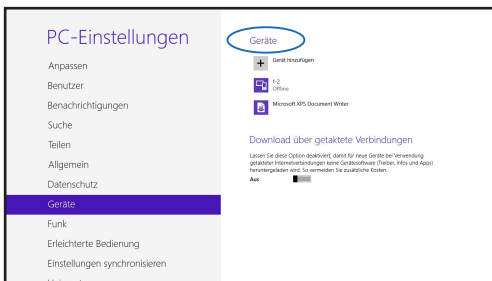 PC-Einstellungen
Anpassen
Benutzer
Benachrichtigungen
Suche
Teilen
Allgemein
Datenschutz
Geräte
Funk
Erleichterte Bedienung
Einstellungen synchronisieren
Geräte
Gerät hinzufügen
1-2
Offline
Microsoft XPS Document Writer
Download über getaktete Verbindungen
Lassen Sie diese Option deaktiviert, damit für neue Geräte bei Verwendung
getakteter Internetverbindungen keine Gerätesoftware (Treiber, Infos und Apps)
heruntergeladen wird. So vermeiden Sie zusätzliche Kosten.
Aus